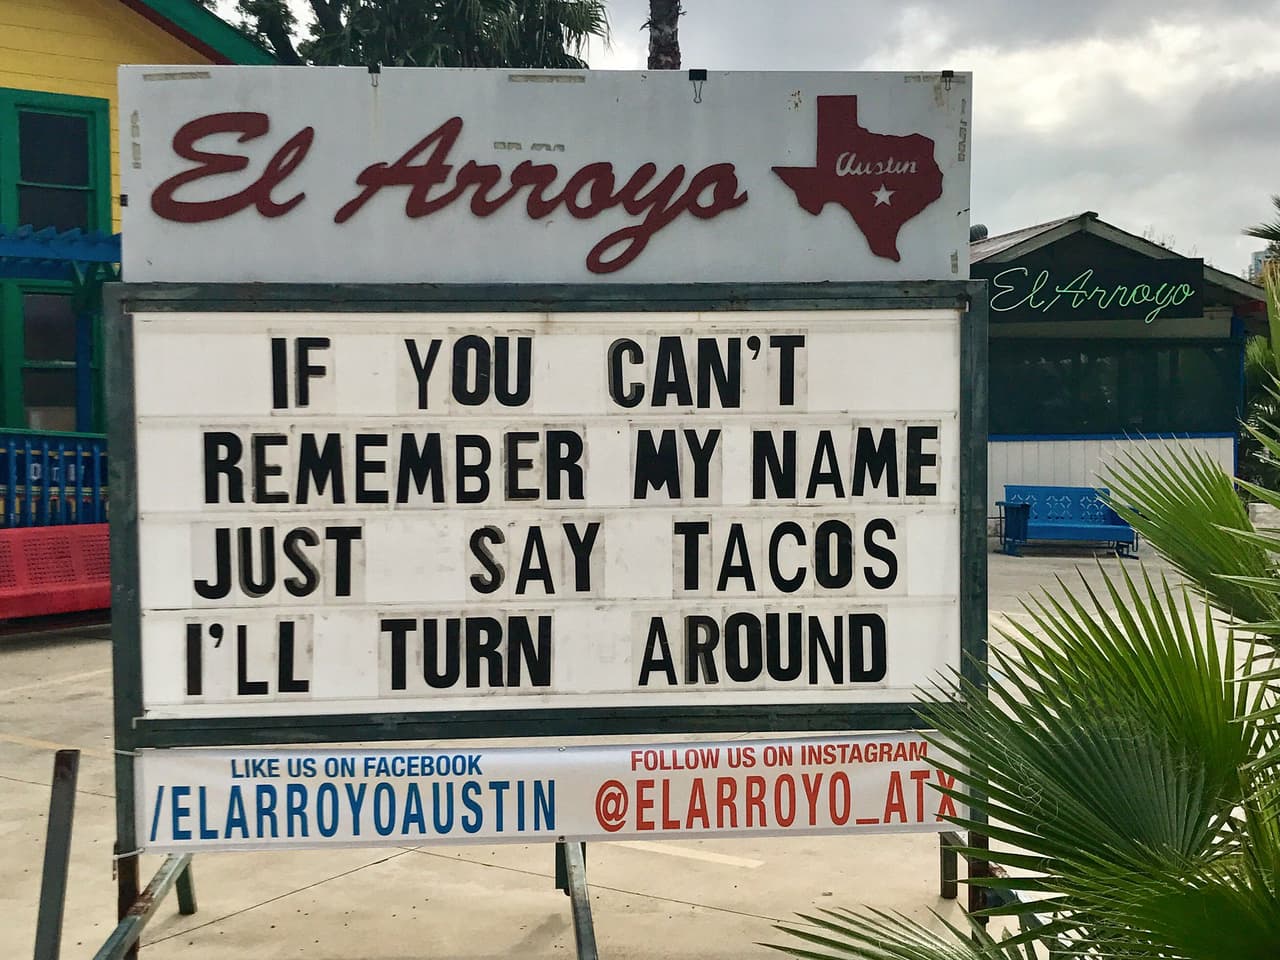 El Arroyo
Austin
El Arroyo
IF YOU CAN'T
REMEMBER MY NAME
JUST SAY TACOS
I'LL TURN AROUND
LIKE US ON FACEBOOK
/ELARROYOAUSTIN
FOLLOW US ON INSTAGRAM
@ELARROYO_ATX